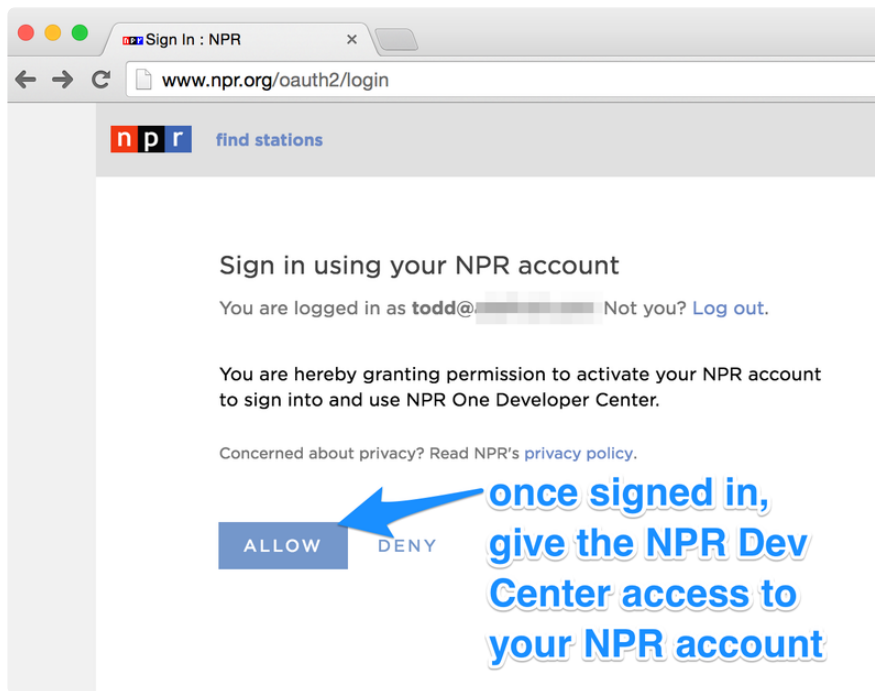 npr Sign In : NPR
www.npr.org/oauth2/login
npr find stations
Sign in using your NPR account
You are logged in as todd@ Not you? Log out.
You are hereby granting permission to activate your NPR account
to sign into and use NPR One Developer Center.
Concerned about privacy? Read NPR's privacy policy.
once signed in,
give the NPR Dev
Center access to
your NPR account
ALLOW DENY